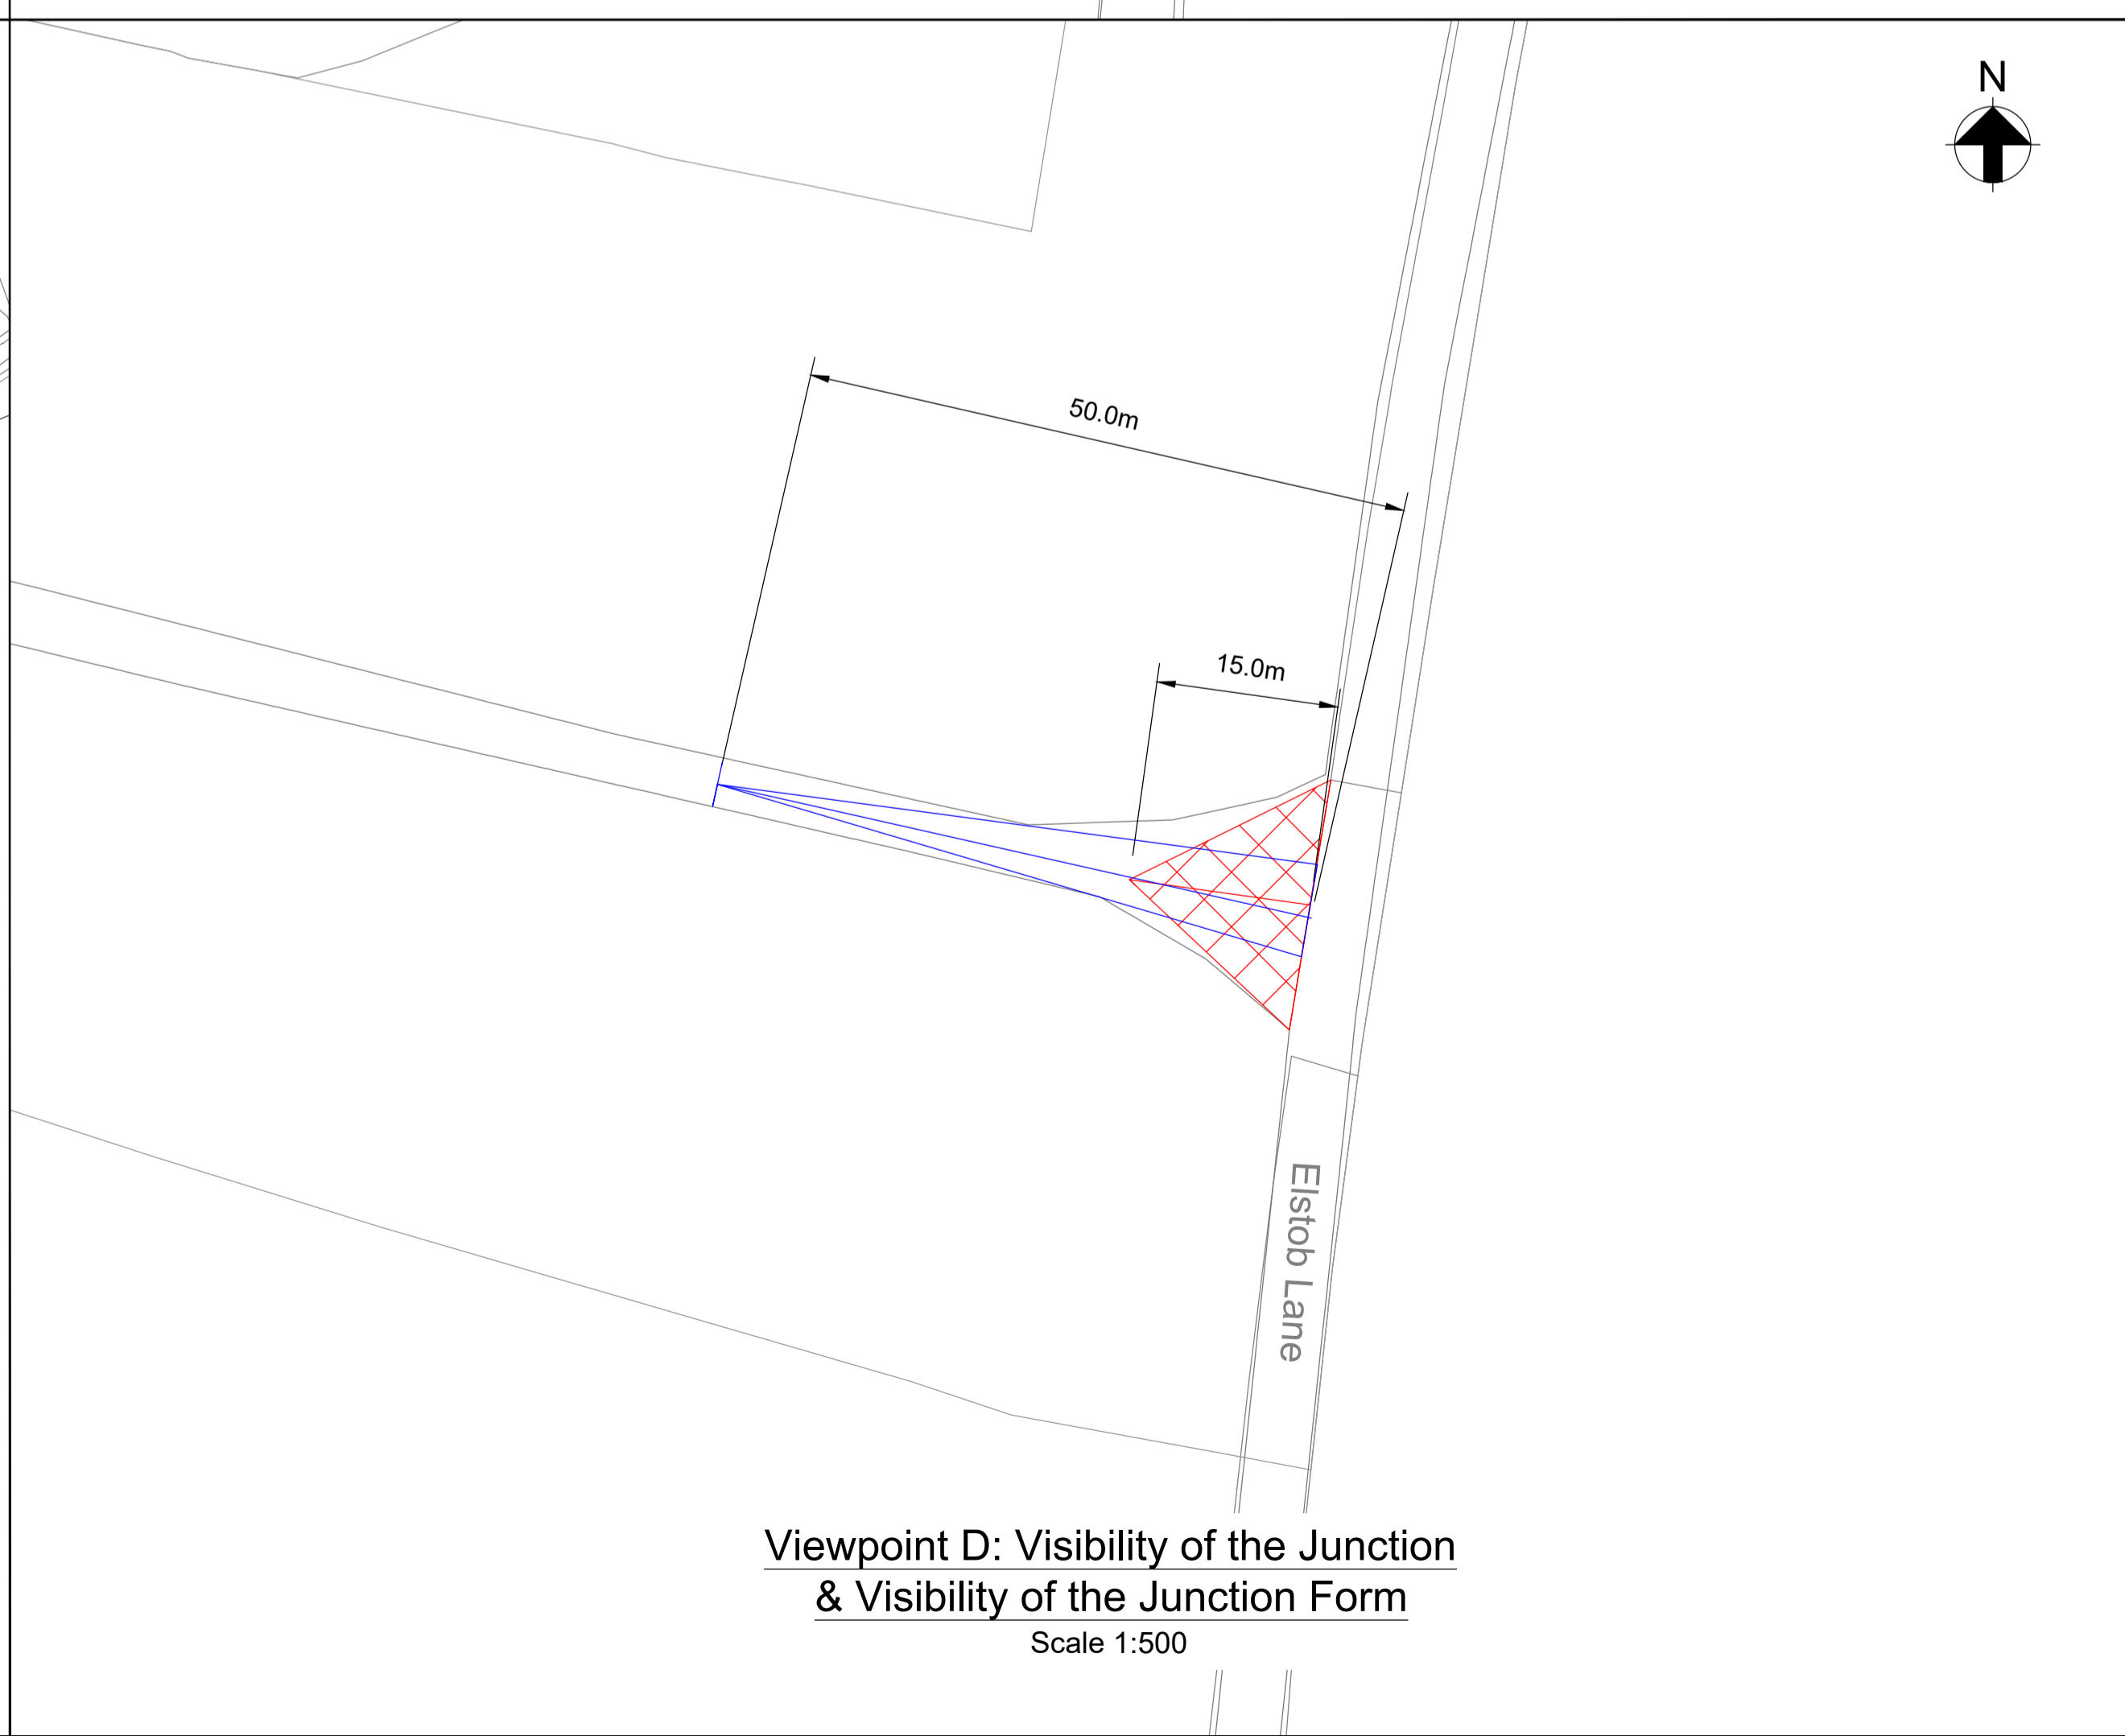 N
50.0m
15.0m
Elstob Lane
Viewpoint D: Visibility of the Junction
& Visibility of the Junction Form
Scale 1:500